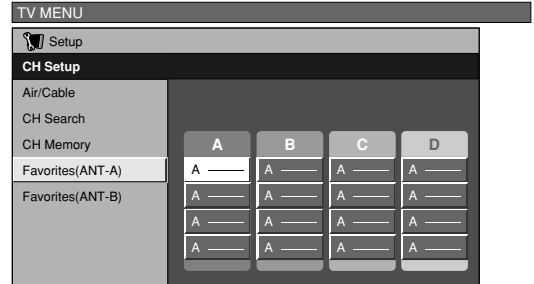 TV MENU
Setup
CH Setup
Air/Cable
CH Search
CH Memory
Favorites(ANT-A)
Favorites(ANT-B)
A B C D
A —— A —— A —— A ——
A —— A —— A —— A ——
A —— A —— A —— A ——
A —— A —— A —— A ——